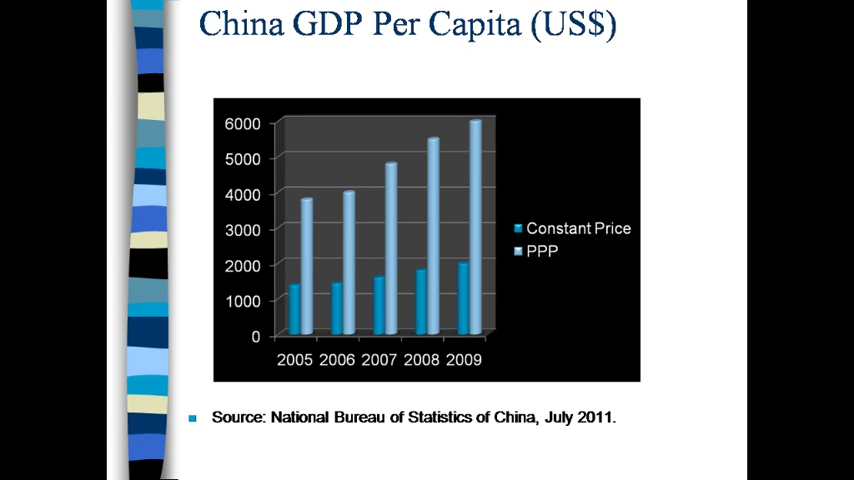 China GDP Per Capita (US$)
6000
5000
4000
3000
2000
1000
0
Constant Price
PPP
2005 2006 2007 2008 2009
Source: National Bureau of Statistics of China, July 2011.